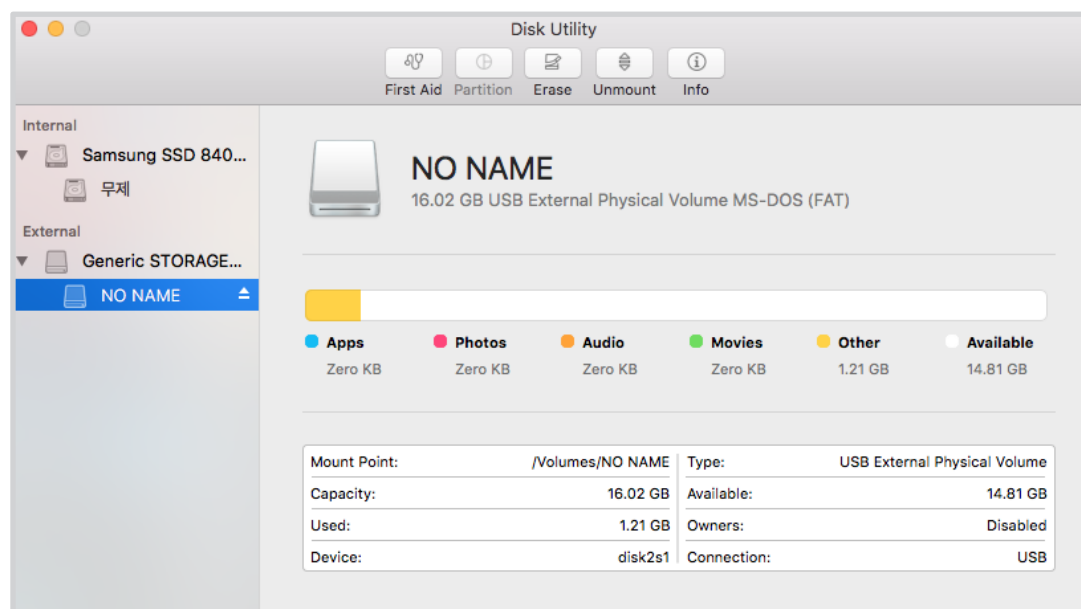 Disk Utility
First Aid Partition Erase Unmount Info
Internal
Samsung SSD 840...
무제
External
Generic STORAGE...
NO NAME
NO NAME
16.02 GB USB External Physical Volume MS-DOS (FAT)
Apps Photos Audio Movies Other Available
Zero KB Zero KB Zero KB Zero KB 1.21 GB 14.81 GB
Mount Point: /Volumes/NO NAME Type: USB External Physical Volume
Capacity: 16.02 GB Available: 14.81 GB
Used: 1.21 GB Owners: Disabled
Device: disk2s1 Connection: USB